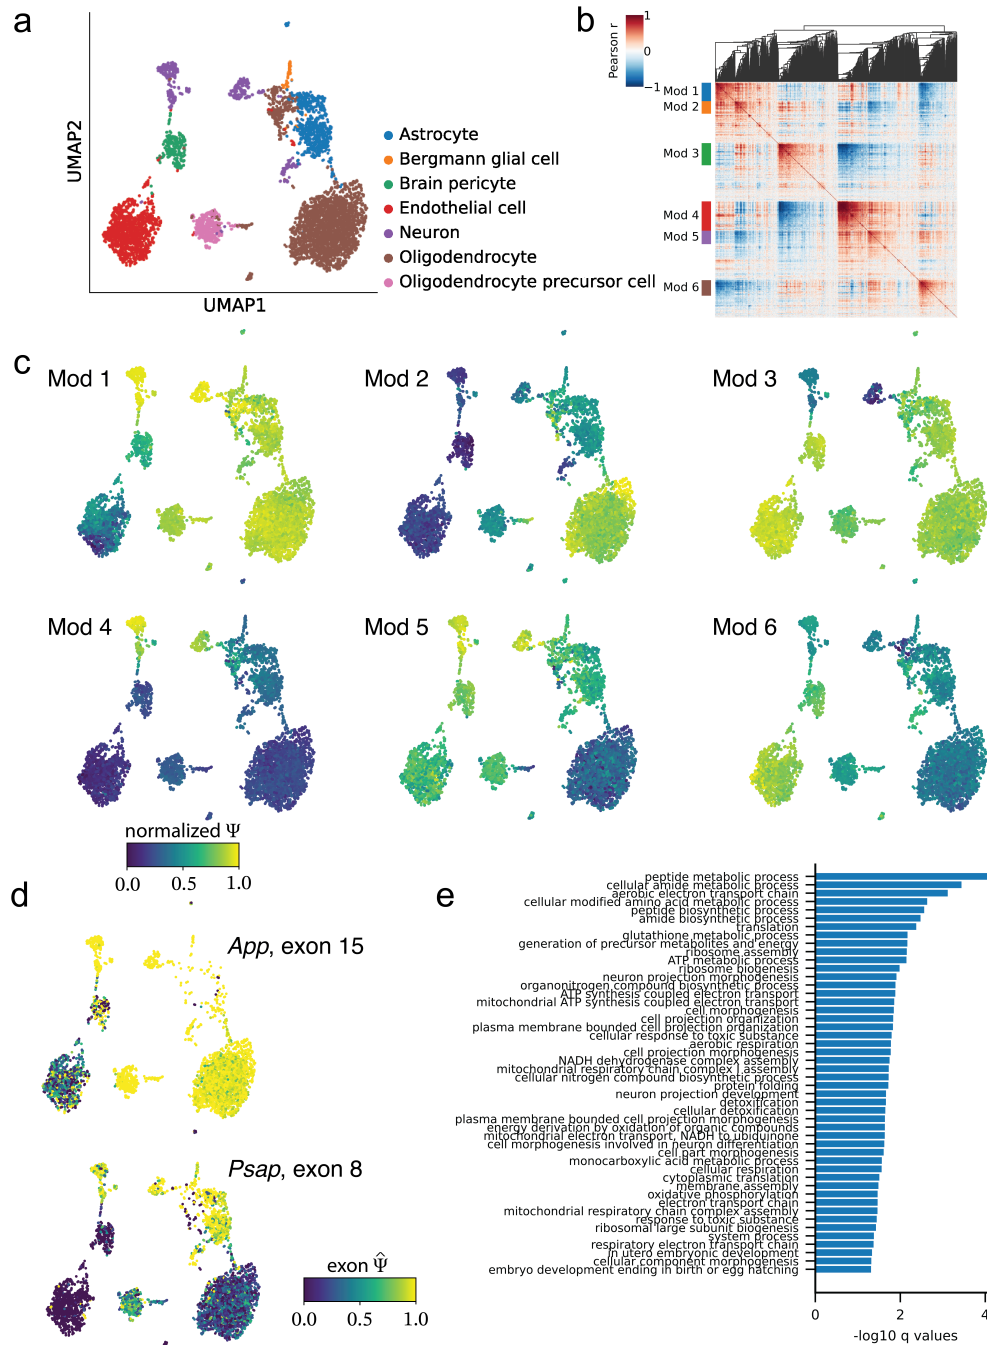 a
UMAP2
UMAP1
Astrocyte
Bergmann glial cell
Brain pericyte
Endothelial cell
Neuron
Oligodendrocyte
Oligodendrocyte precursor cell
b
Pearson r
1
0
−1
Mod 1
Mod 2
Mod 3
Mod 4
Mod 5
Mod 6
c
Mod 1
Mod 2
Mod 3
Mod 4
Mod 5
Mod 6
normalized Ψ
0.0 0.5 1.0
d
App, exon 15
Psap, exon 8
exon Ψ̂
0.0 0.5 1.0
e
peptide metabolic process
cellular amide metabolic process
aerobic electron transport chain
cellular modified amino acid metabolic process
peptide biosynthetic process
amide biosynthetic process
translation
glutathione metabolic process
generation of precursor metabolites and energy
ribosome assembly
ATP metabolic process
ribosome biogenesis
neuron projection morphogenesis
organonitrogen compound biosynthetic process
ATP synthesis coupled electron transport
mitochondrial ATP synthesis coupled electron transport
cell morphogenesis
cell projection organization
plasma membrane bounded cell projection organization
cellular response to toxic substance
aerobic respiration
cell projection morphogenesis
NADH dehydrogenase complex assembly
mitochondrial respiratory chain complex I assembly
cellular nitrogen compound biosynthetic process
protein folding
neuron projection development
detoxification
cellular detoxification
plasma membrane bounded cell projection morphogenesis
energy derivation by oxidation of organic compounds
mitochondrial electron transport, NADH to ubiquinone
cell morphogenesis involved in neuron differentiation
cell part morphogenesis
monocarboxylic acid metabolic process
cellular respiration
cytoplasmic translation
membrane assembly
oxidative phosphorylation
electron transport chain
mitochondrial respiratory chain complex assembly
response to toxic substance
ribosomal large subunit biogenesis
system process
respiratory electron transport chain
in utero embryonic development
cellular component morphogenesis
embryo development ending in birth or egg hatching
0 2 4
-log10 q values